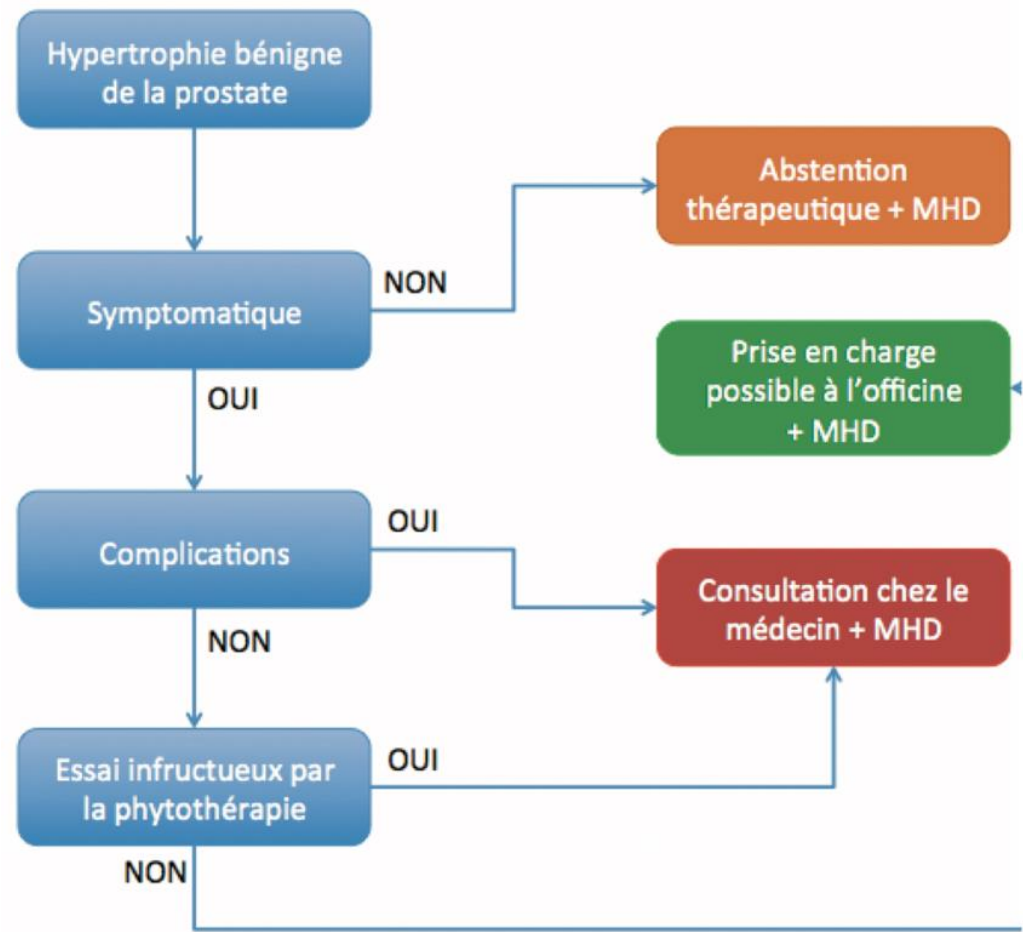 Hypertrophie bénigne
de la prostate
Abstention
thérapeutique + MHD
NON
Symptomatique
Prise en charge
possible à l'officine
+ MHD
OUI
OUI
Complications
Consultation chez le
médecin + MHD
NON
OUI
Essai infructueux par
la phytothérapie
NON